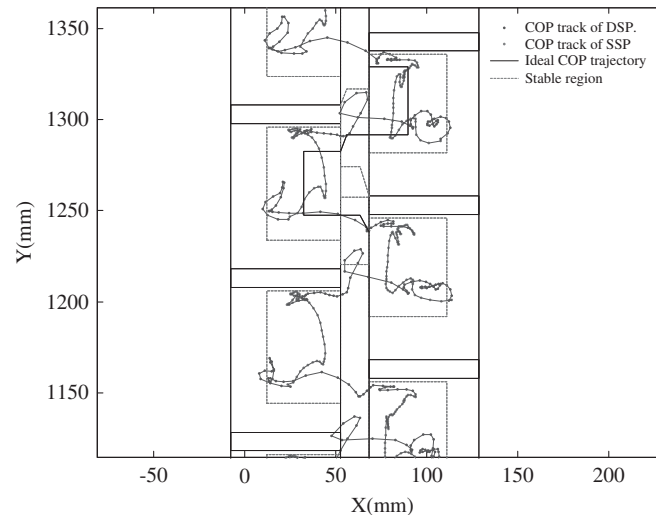 1350
1300
1250
1200
1150
Y(mm)
COP track of DSP.
COP track of SSP
Ideal COP trajectory
Stable region
-50
0
50
100
150
200
X(mm)